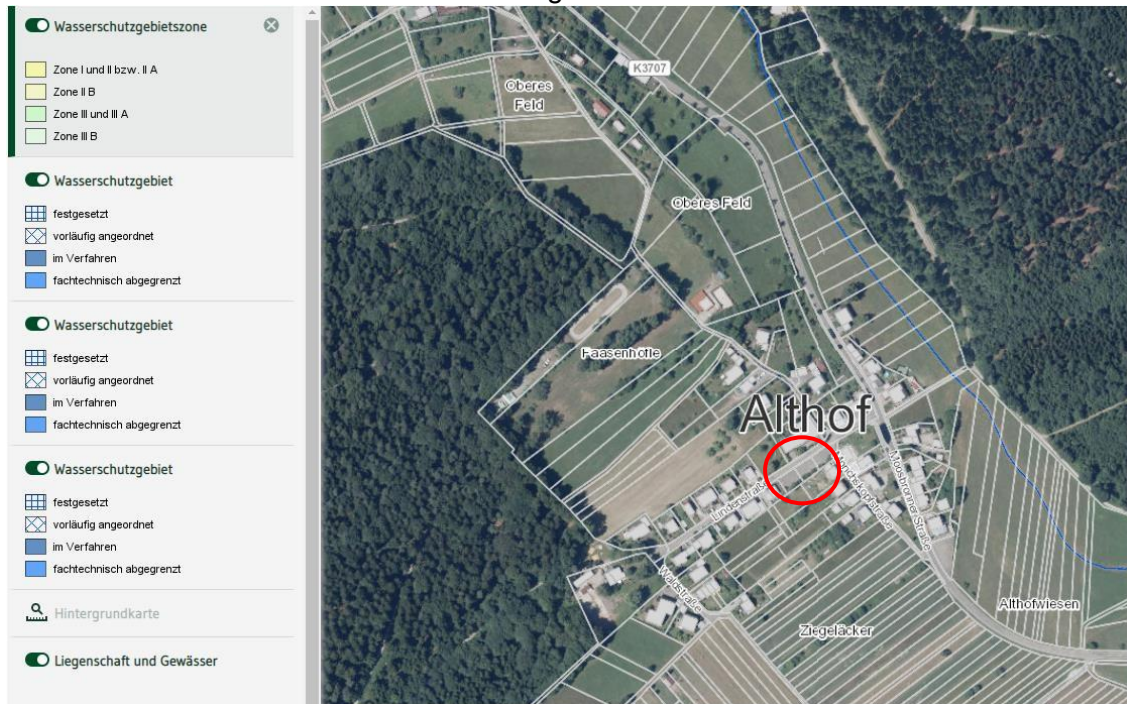 Wasserschutzgebietszone
Zone I und II bzw. II A
Zone II B
Zone III und III A
Zone III B
Wasserschutzgebiet
festgesetzt
vorläufig angeordnet
im Verfahren
fachtechnisch abgegrenzt
Wasserschutzgebiet
festgesetzt
vorläufig angeordnet
im Verfahren
fachtechnisch abgegrenzt
Wasserschutzgebiet
festgesetzt
vorläufig angeordnet
im Verfahren
fachtechnisch abgegrenzt
Hintergrundkarte
Liegenschaft und Gewässer
K3707
Oberes
Feld
Oberes Feld
Althof
Lindenstraße
Mönchskopfstraße
Moosbronner Straße
Waldstraße
Ziegeläcker
Althofwiesen